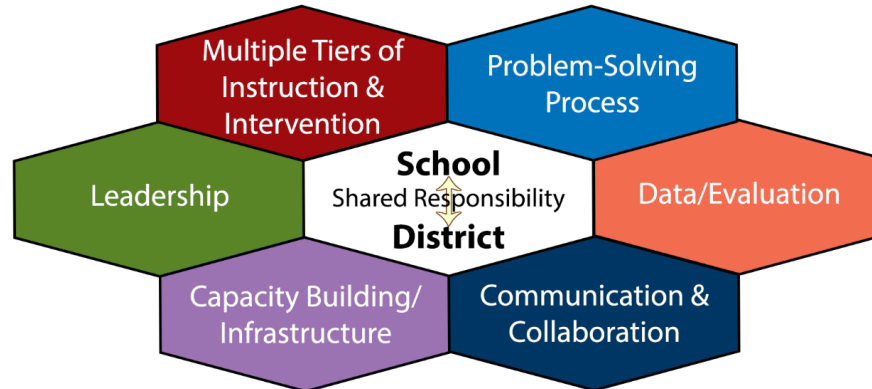 Multiple Tiers of
Instruction &
Intervention
Problem-Solving
Process
Leadership
School
Shared Responsibility
District
Data/Evaluation
Capacity Building/
Infrastructure
Communication &
Collaboration